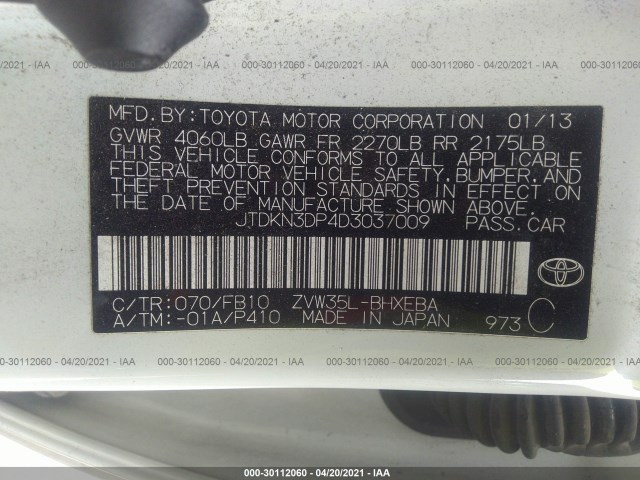 000-30112060 - 04/20/2021 - IAA
MFD. BY: TOYOTA MOTOR CORPORATION 01/13
GVWR 4060LB GAWR FR 2270LB RR 2175LB
THIS VEHICLE CONFORMS TO ALL APPLICABLE
FEDERAL MOTOR VEHICLE SAFETY, BUMPER, AND
THEFT PREVENTION STANDARDS IN EFFECT ON
THE DATE OF MANUFACTURE SHOWN ABOVE.
JTDKN3DP4D3037009 PASS. CAR
C/TR: 070/FB10 ZVW35L-BHXEBA
A/TM: -01A/P410 MADE IN JAPAN 973 C
TOYOTA
000-30112060 - 04/20/2021 - IAA
000-30112060 - 04/20/2021 - IAA